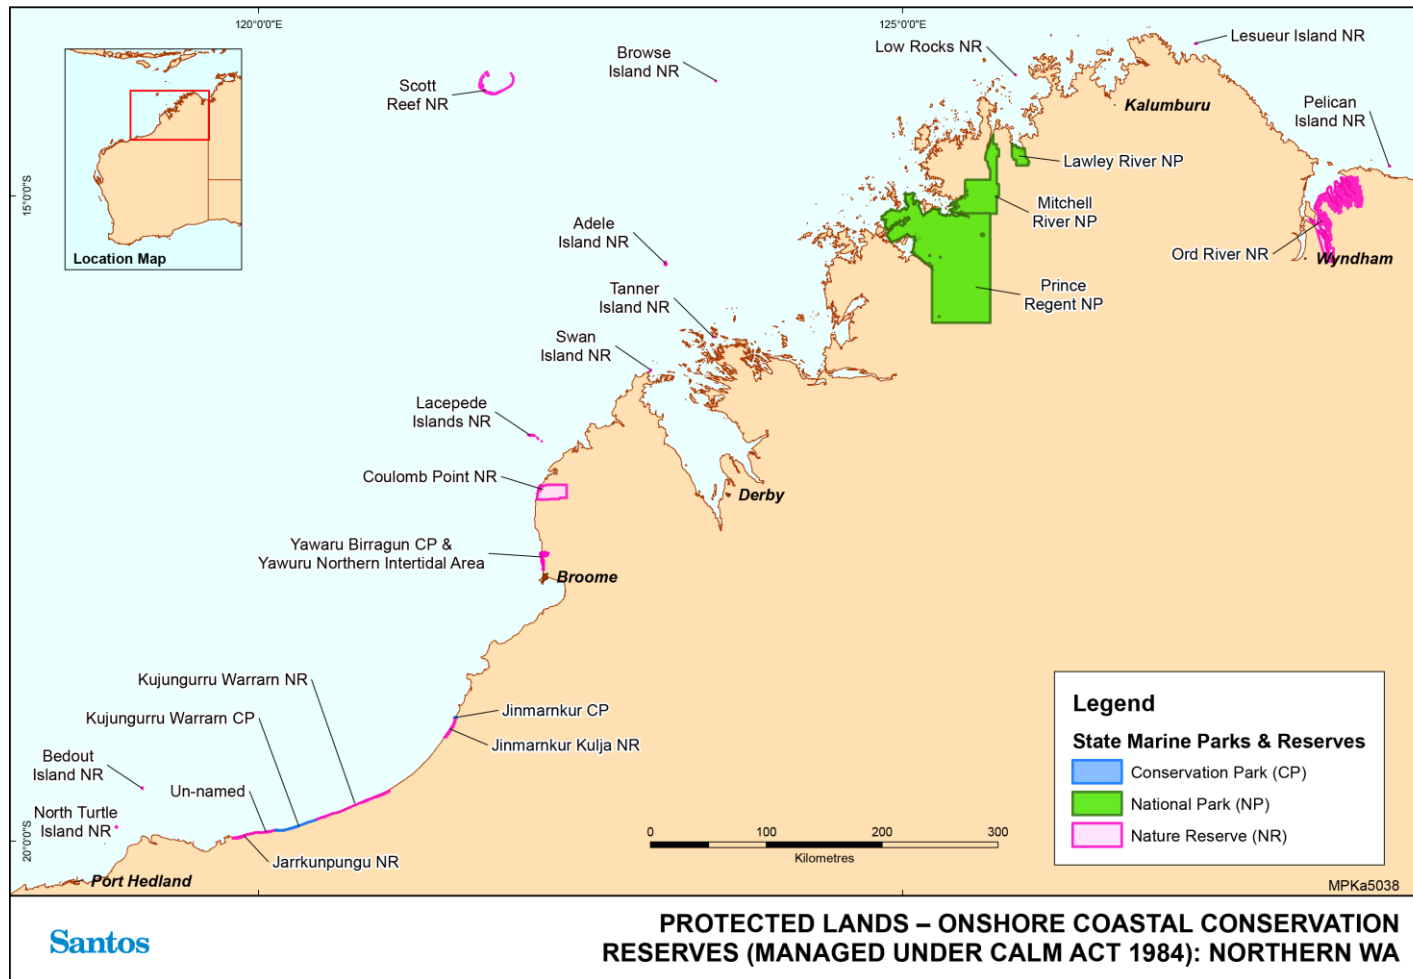 120°0'0"E
125°0'0"E
Lesueur Island NR
Low Rocks NR
Browse
Island NR
Scott
Reef NR
Kalumburu
Pelican
Island NR
Lawley River NP
15°0'0"S
Mitchell
River NP
Adele
Island NR
Ord River NR
Wyndham
Location Map
Tanner
Island NR
Prince
Regent NP
Swan
Island NR
Lacepede
Islands NR
Coulomb Point NR
Derby
Yawaru Birragun CP &
Yawuru Northern Intertidal Area
Broome
Kujungurru Warrarn NR
Jinmarnkur CP
Kujungurru Warrarn CP
Jinmarnkur Kulja NR
Bedout
Island NR
Un-named
North Turtle
Island NR
20°0'0"S
Jarrkunpungu NR
Port Hedland
0 100 200 300
Kilometres
Legend
State Marine Parks & Reserves
Conservation Park (CP)
National Park (NP)
Nature Reserve (NR)
MPKa5038
Santos
PROTECTED LANDS – ONSHORE COASTAL CONSERVATION
RESERVES (MANAGED UNDER CALM ACT 1984): NORTHERN WA